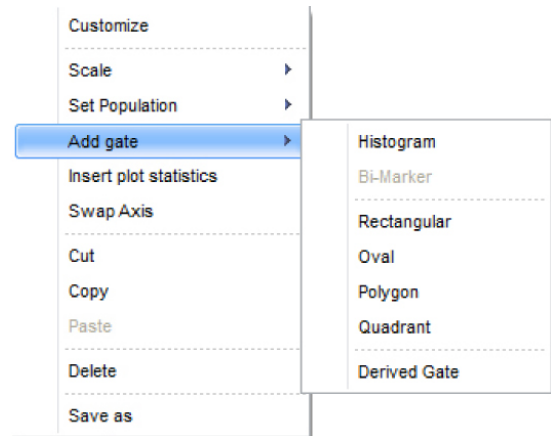 Customize
Scale
Set Population
Add gate
Insert plot statistics
Swap Axis
Cut
Copy
Paste
Delete
Save as
Histogram
Bi-Marker
Rectangular
Oval
Polygon
Quadrant
Derived Gate